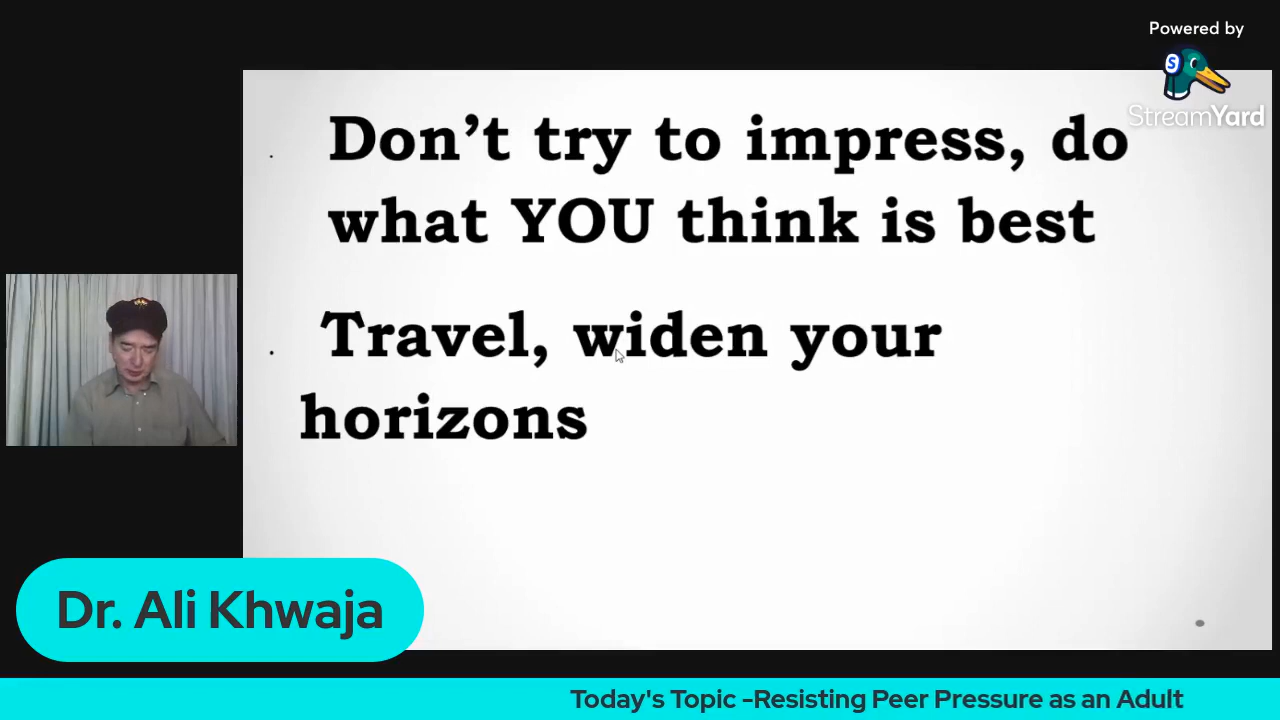 Powered by
StreamYard
Don't try to impress, do
what YOU think is best
Travel, widen your
horizons
Dr. Ali Khwaja
Today's Topic -Resisting Peer Pressure as an Adult